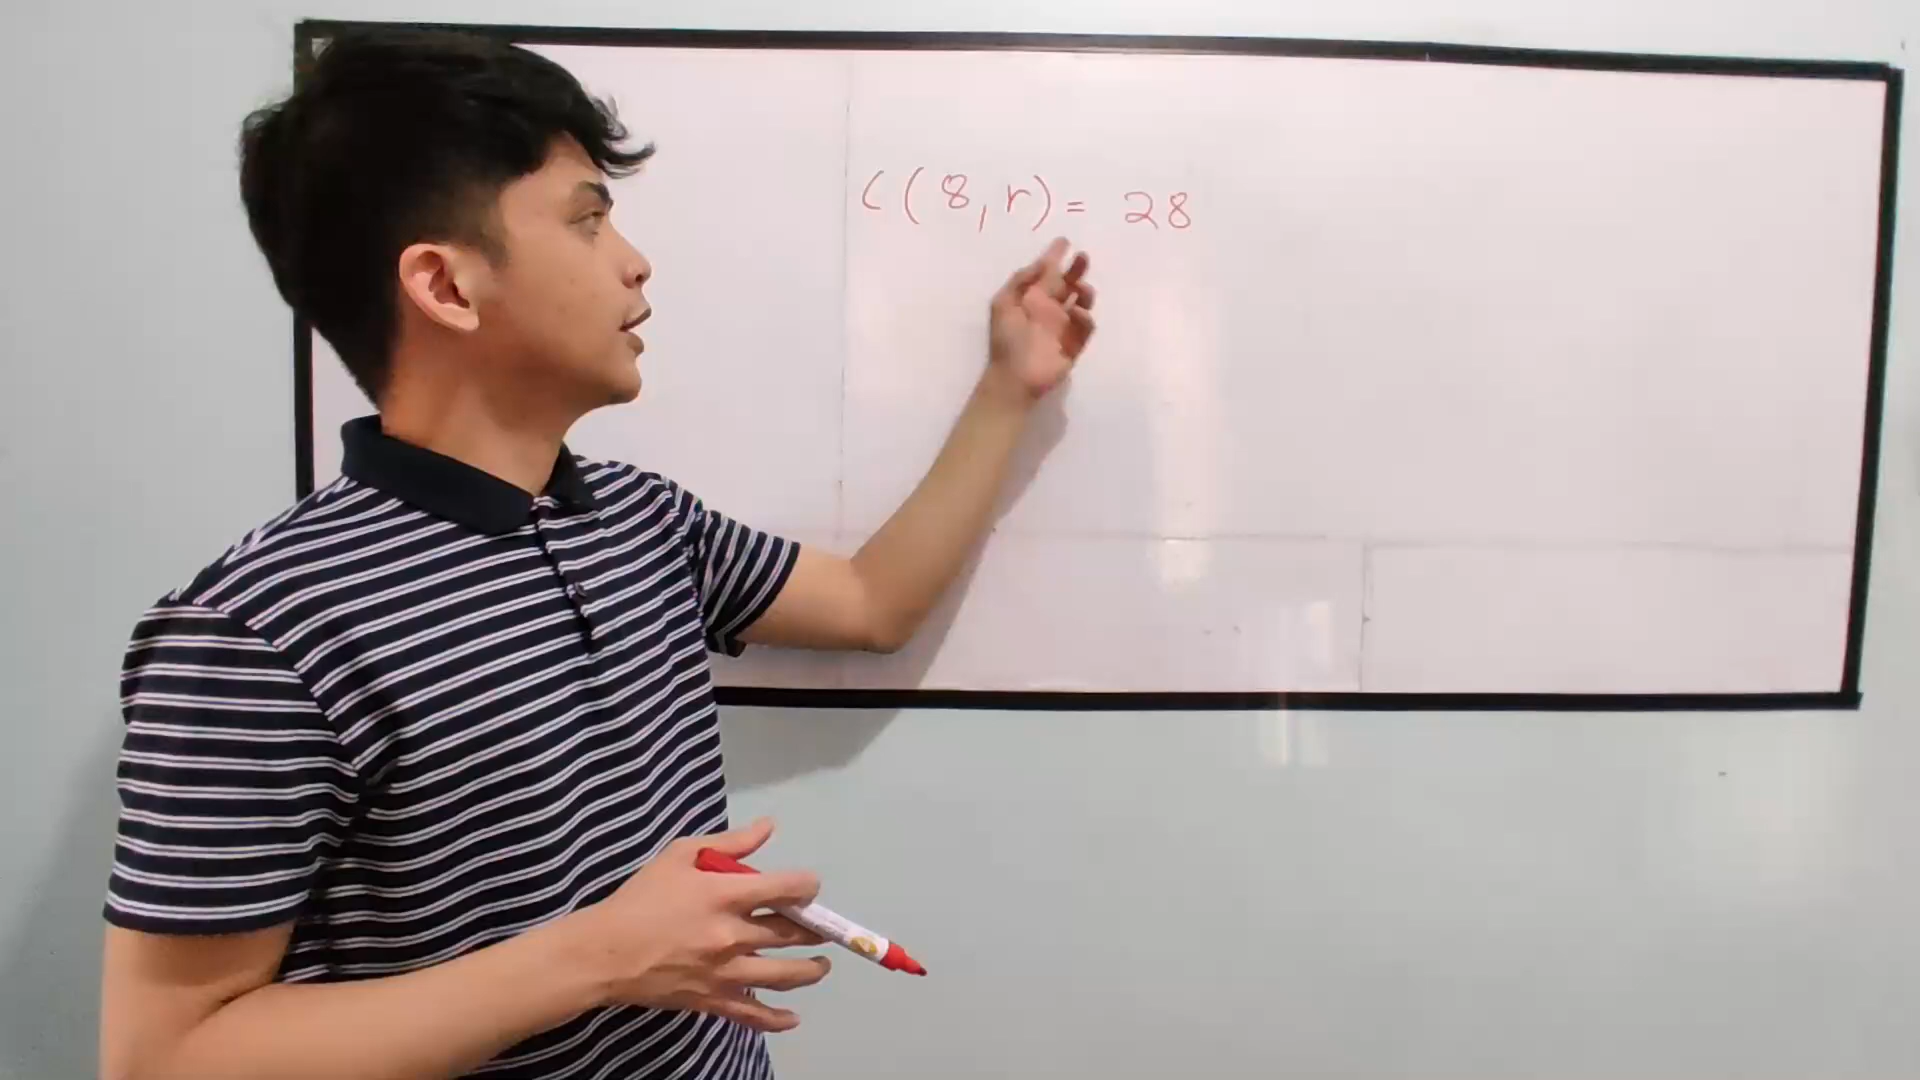 C(8,r) = 28